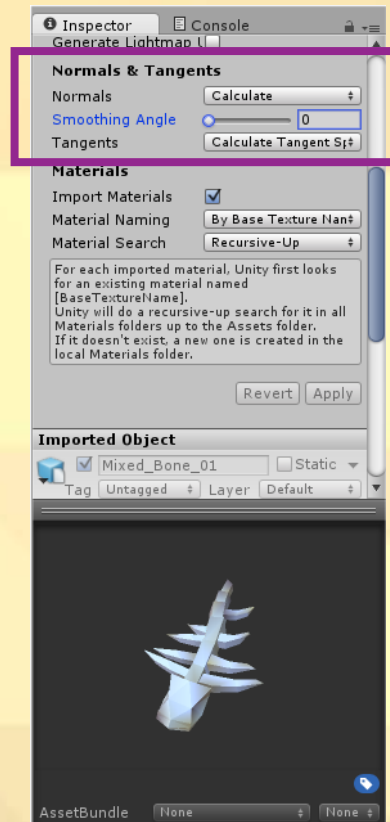 Inspector Console
Generate Lightmap U
Normals & Tangents
Normals Calculate
Smoothing Angle 0
Tangents Calculate Tangent Sp
Materials
Import Materials
Material Naming By Base Texture Nam
Material Search Recursive-Up
For each imported material, Unity first looks
for an existing material named
[BaseTextureName].
Unity will do a recursive-up search for it in all
Materials folders up to the Assets folder.
If it doesn't exist, a new one is created in the
local Materials folder.
Revert Apply
Imported Object
Mixed_Bone_01 Static
Tag Untagged Layer Default
AssetBundle None None